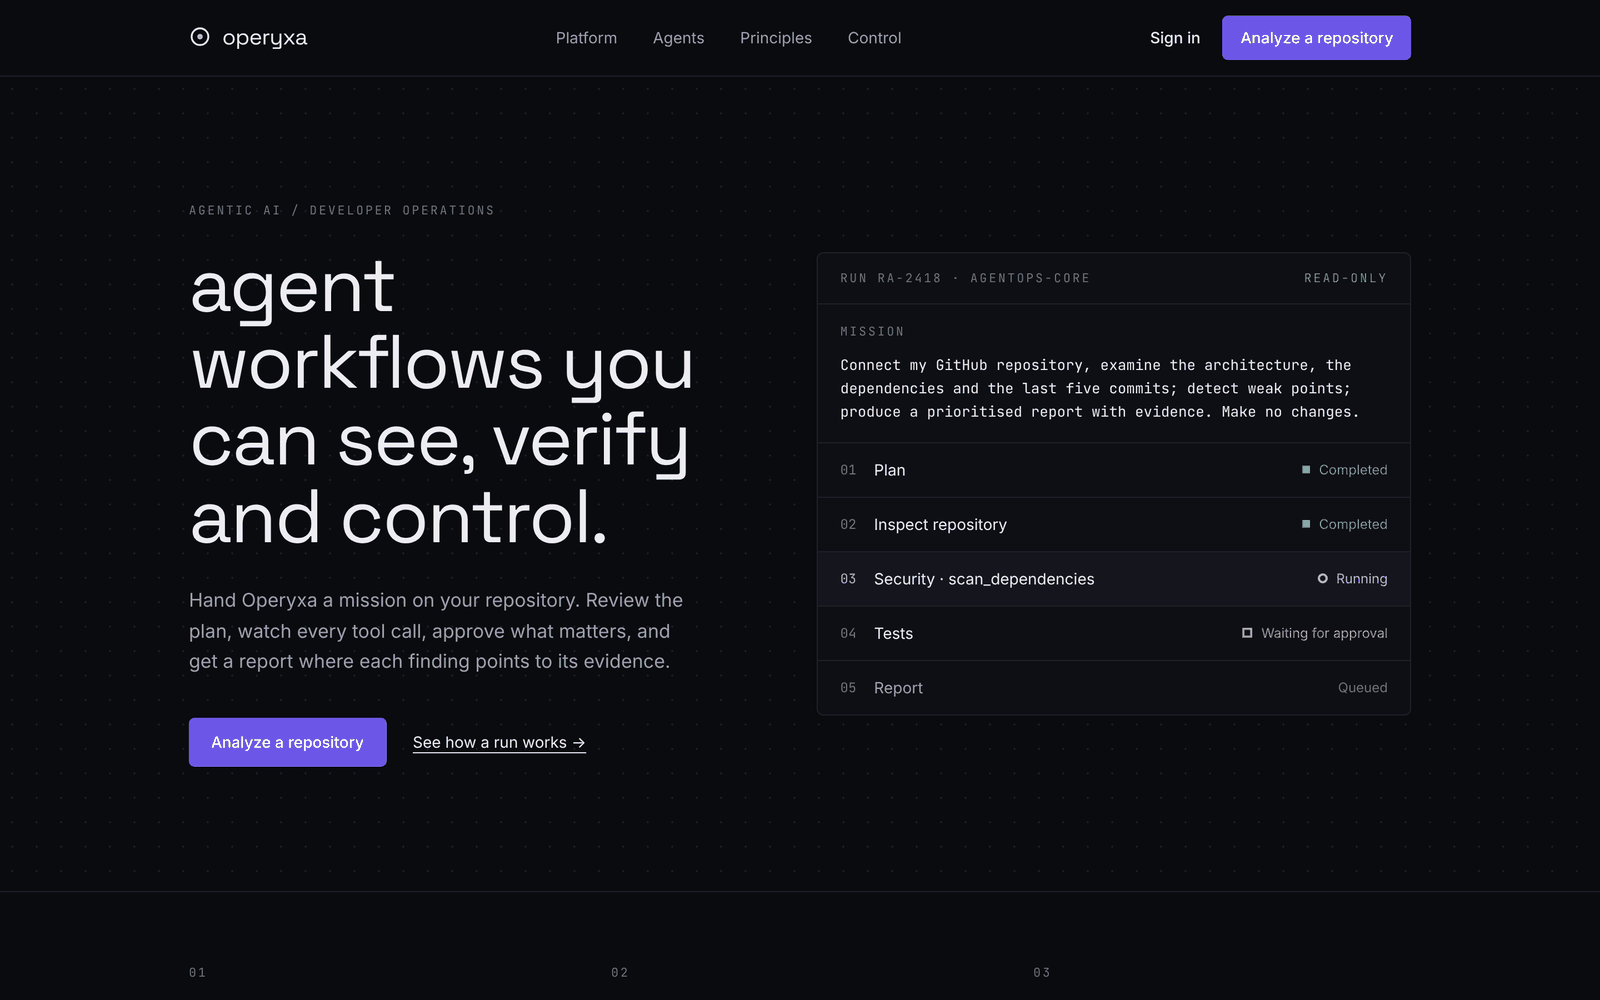 operyxa
Platform
Agents
Principles
Control
Sign in
Analyze a repository
AGENTIC AI / DEVELOPER OPERATIONS
agent
workflows you
can see, verify
and control.
Hand Operyxa a mission on your repository. Review the
plan, watch every tool call, approve what matters, and
get a report where each finding points to its evidence.
Analyze a repository
See how a run works →
RUN RA-2418 · AGENTOPS-CORE
READ-ONLY
MISSION
Connect my GitHub repository, examine the architecture, the
dependencies and the last five commits; detect weak points;
produce a prioritised report with evidence. Make no changes.
01 Plan Completed
02 Inspect repository Completed
03 Security · scan_dependencies Running
04 Tests Waiting for approval
05 Report Queued
01
02
03